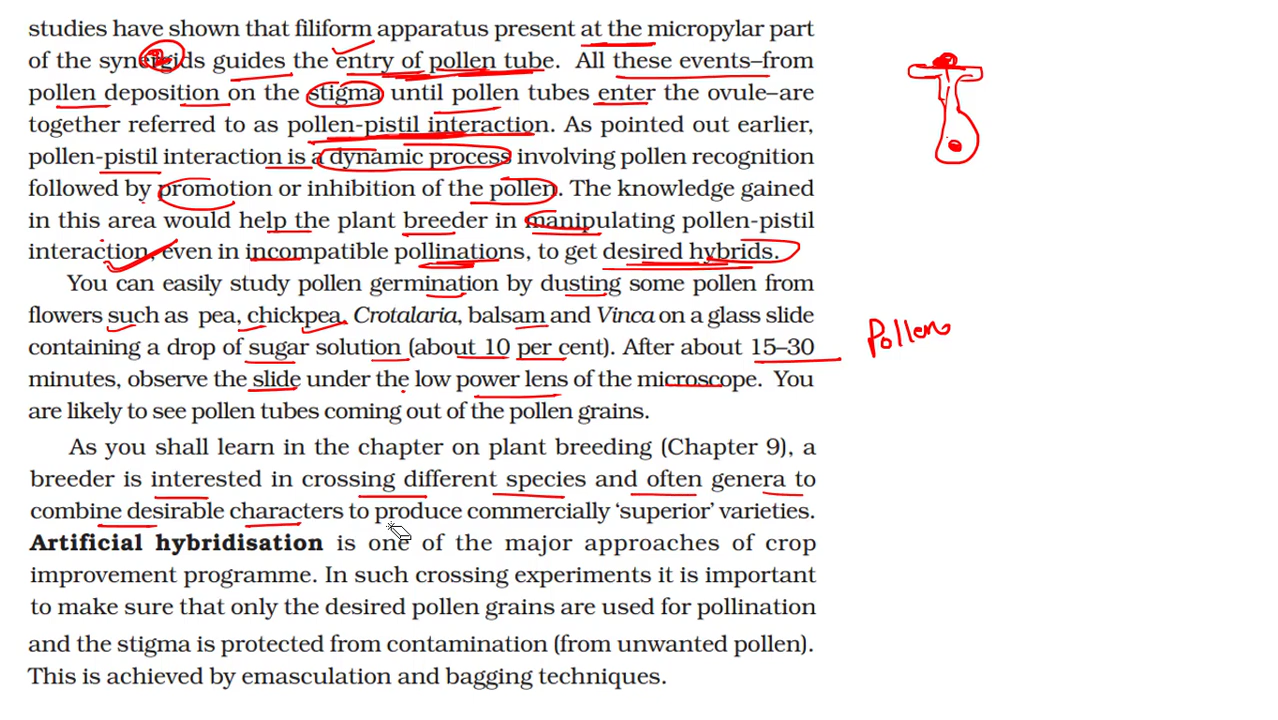 studies have shown that filiform apparatus present at the micropylar part
of the synergids guides the entry of pollen tube. All these events–from
pollen deposition on the stigma until pollen tubes enter the ovule–are
together referred to as pollen-pistil interaction. As pointed out earlier,
pollen-pistil interaction is a dynamic process involving pollen recognition
followed by promotion or inhibition of the pollen. The knowledge gained
in this area would help the plant breeder in manipulating pollen-pistil
interaction, even in incompatible pollinations, to get desired hybrids.
You can easily study pollen germination by dusting some pollen from
flowers such as pea, chickpea, Crotalaria, balsam and Vinca on a glass slide
containing a drop of sugar solution (about 10 per cent). After about 15–30
minutes, observe the slide under the low power lens of the microscope. You
are likely to see pollen tubes coming out of the pollen grains.
As you shall learn in the chapter on plant breeding (Chapter 9), a
breeder is interested in crossing different species and often genera to
combine desirable characters to produce commercially ‘superior’ varieties.
Artificial hybridisation is one of the major approaches of crop
improvement programme. In such crossing experiments it is important
to make sure that only the desired pollen grains are used for pollination
and the stigma is protected from contamination (from unwanted pollen).
This is achieved by emasculation and bagging techniques.
Pollen